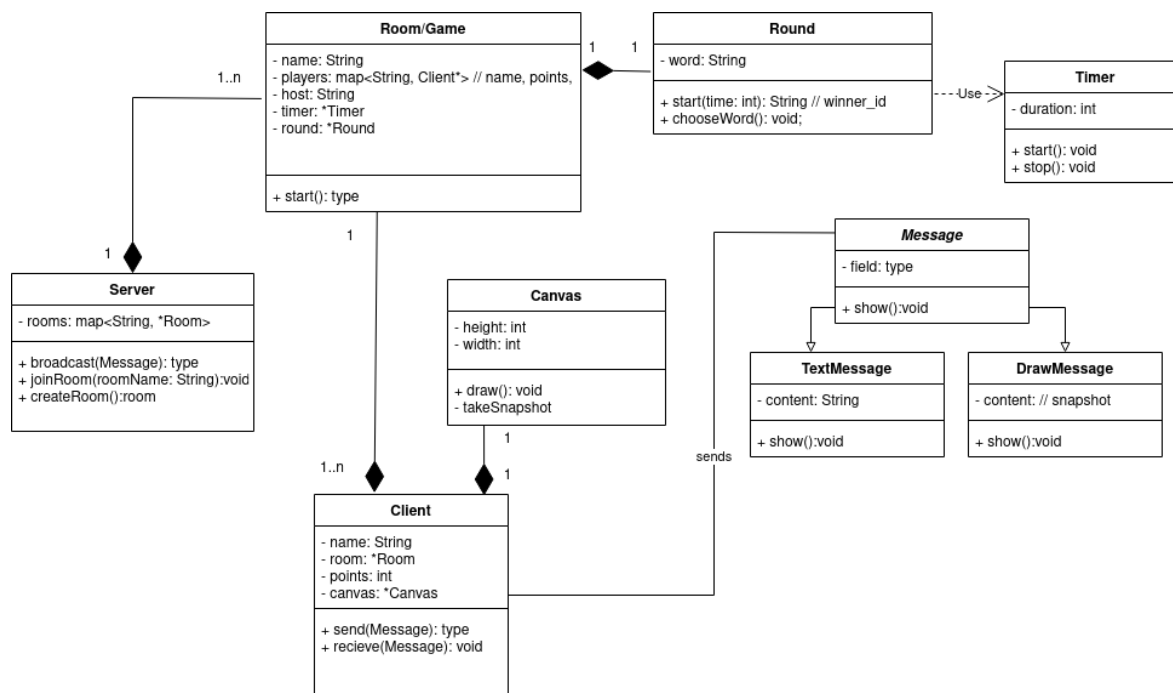 Room/Game
- name: String
- players: map<String, Client*> // name, points,
- host: String
- timer: *Timer
- round: *Round
+ start(): type
1
1
Round
- word: String
+ start(time: int): String // winner_id
+ chooseWord(): void;
Use
Timer
- duration: int
+ start(): void
+ stop(): void
1..n
1
1
Server
- rooms: map<String, *Room>
+ broadcast(Message): type
+ joinRoom(roomName: String):void
+ createRoom():room
Canvas
- height: int
- width: int
+ draw(): void
- takeSnapshot
Message
- field: type
+ show():void
TextMessage
- content: String
+ show():void
DrawMessage
- content: // snapshot
+ show():void
1
1..n
1
sends
Client
- name: String
- room: *Room
- points: int
- canvas: *Canvas
+ send(Message): type
+ recieve(Message): void